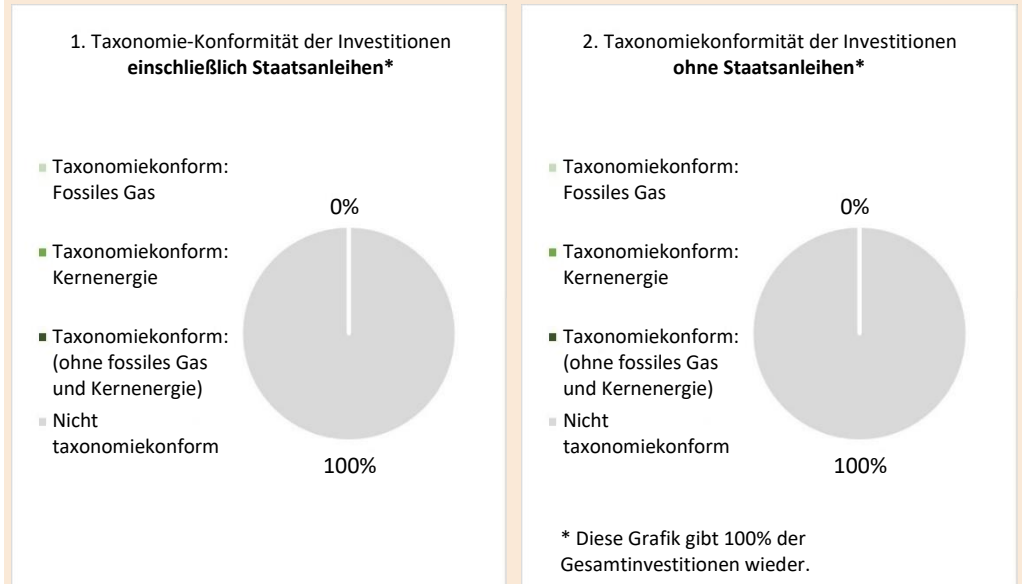 1. Taxonomie-Konformität der Investitionen
einschließlich Staatsanleihen*
Taxonomiekonform:
Fossiles Gas
Taxonomiekonform:
Kernenergie
Taxonomiekonform:
(ohne fossiles Gas
und Kernenergie)
Nicht
taxonomiekonform
0%
100%
2. Taxonomiekonformität der Investitionen
ohne Staatsanleihen*
Taxonomiekonform:
Fossiles Gas
Taxonomiekonform:
Kernenergie
Taxonomiekonform:
(ohne fossiles Gas
und Kernenergie)
Nicht
taxonomiekonform
0%
100%
* Diese Grafik gibt 100% der
Gesamtinvestitionen wieder.